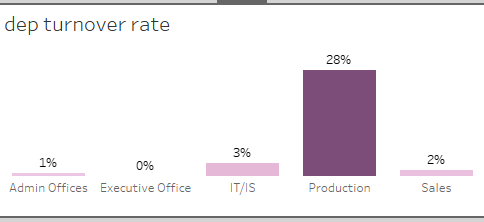 dep turnover rate
28%
3%
2%
1%
0%
Admin Offices Executive Office IT/IS Production Sales